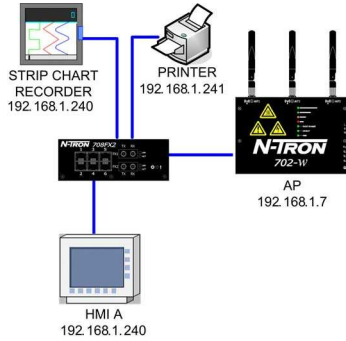 STRIP CHART
RECORDER
192.168.1.240
PRINTER
192.168.1.241
N-TRON 708FX2
N-TRON
702-W
AP
192.168.1.7
HMI A
192.168.1.240